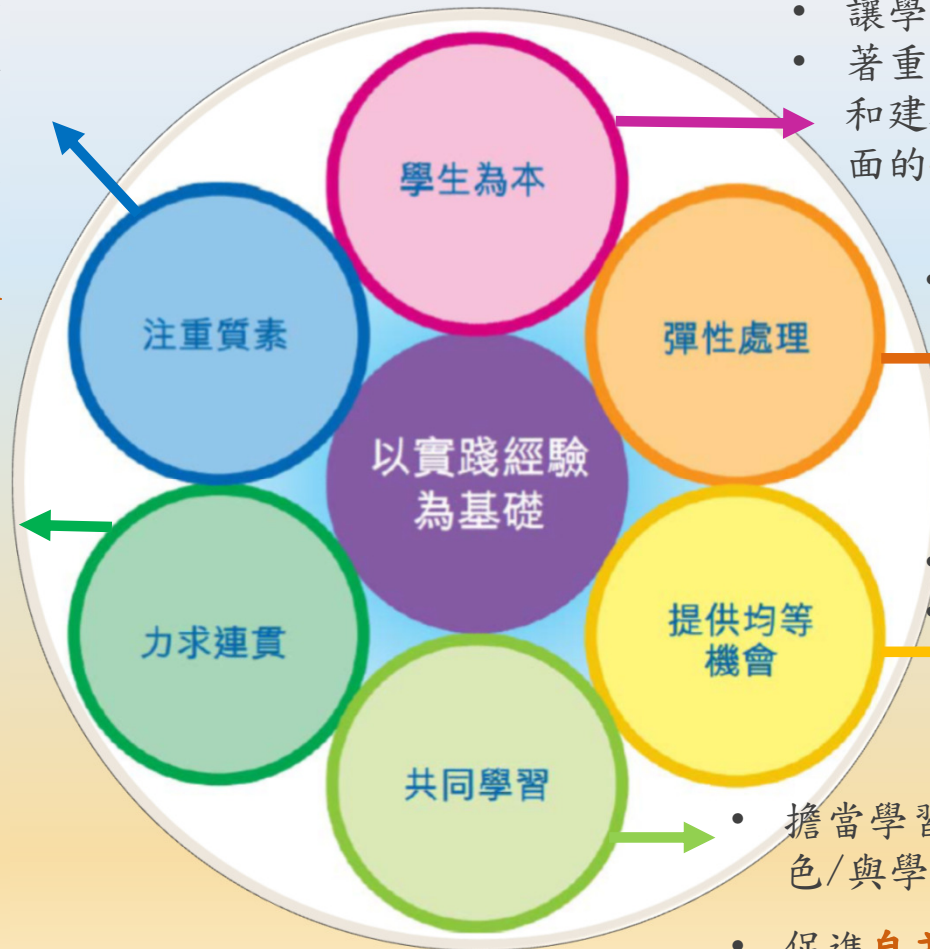 讓學
著重
和建
面的
學生為本
注重質素
彈性處理
以實踐經驗
為基礎
力求連貫
提供均等
機會
共同學習
擔當學習
色/與學
促進自主